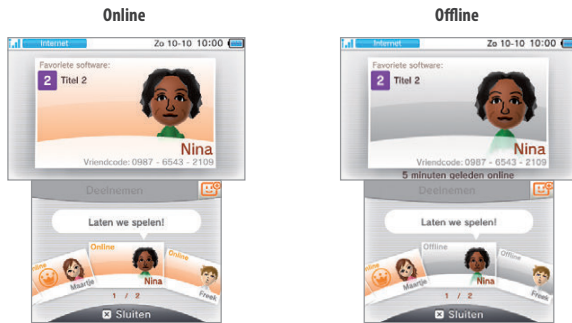 Online
Internet
Zo 10-10 10:00
Favoriete software:
2 Titel 2
Nina
Vriendcode: 0987 - 6543 - 2109
Deelnemen
Laten we spelen!
Online
Online
Maartje
Nina
Freek
1 / 2
Sluiten
Offline
Internet
Zo 10-10 10:00
Favoriete software:
2 Titel 2
Nina
Vriendcode: 0987 - 6543 - 2109
5 minuten geleden online
Deelnemen
Laten we spelen!
Offline
Offline
Maartje
Nina
Freek
1 / 2
Sluiten